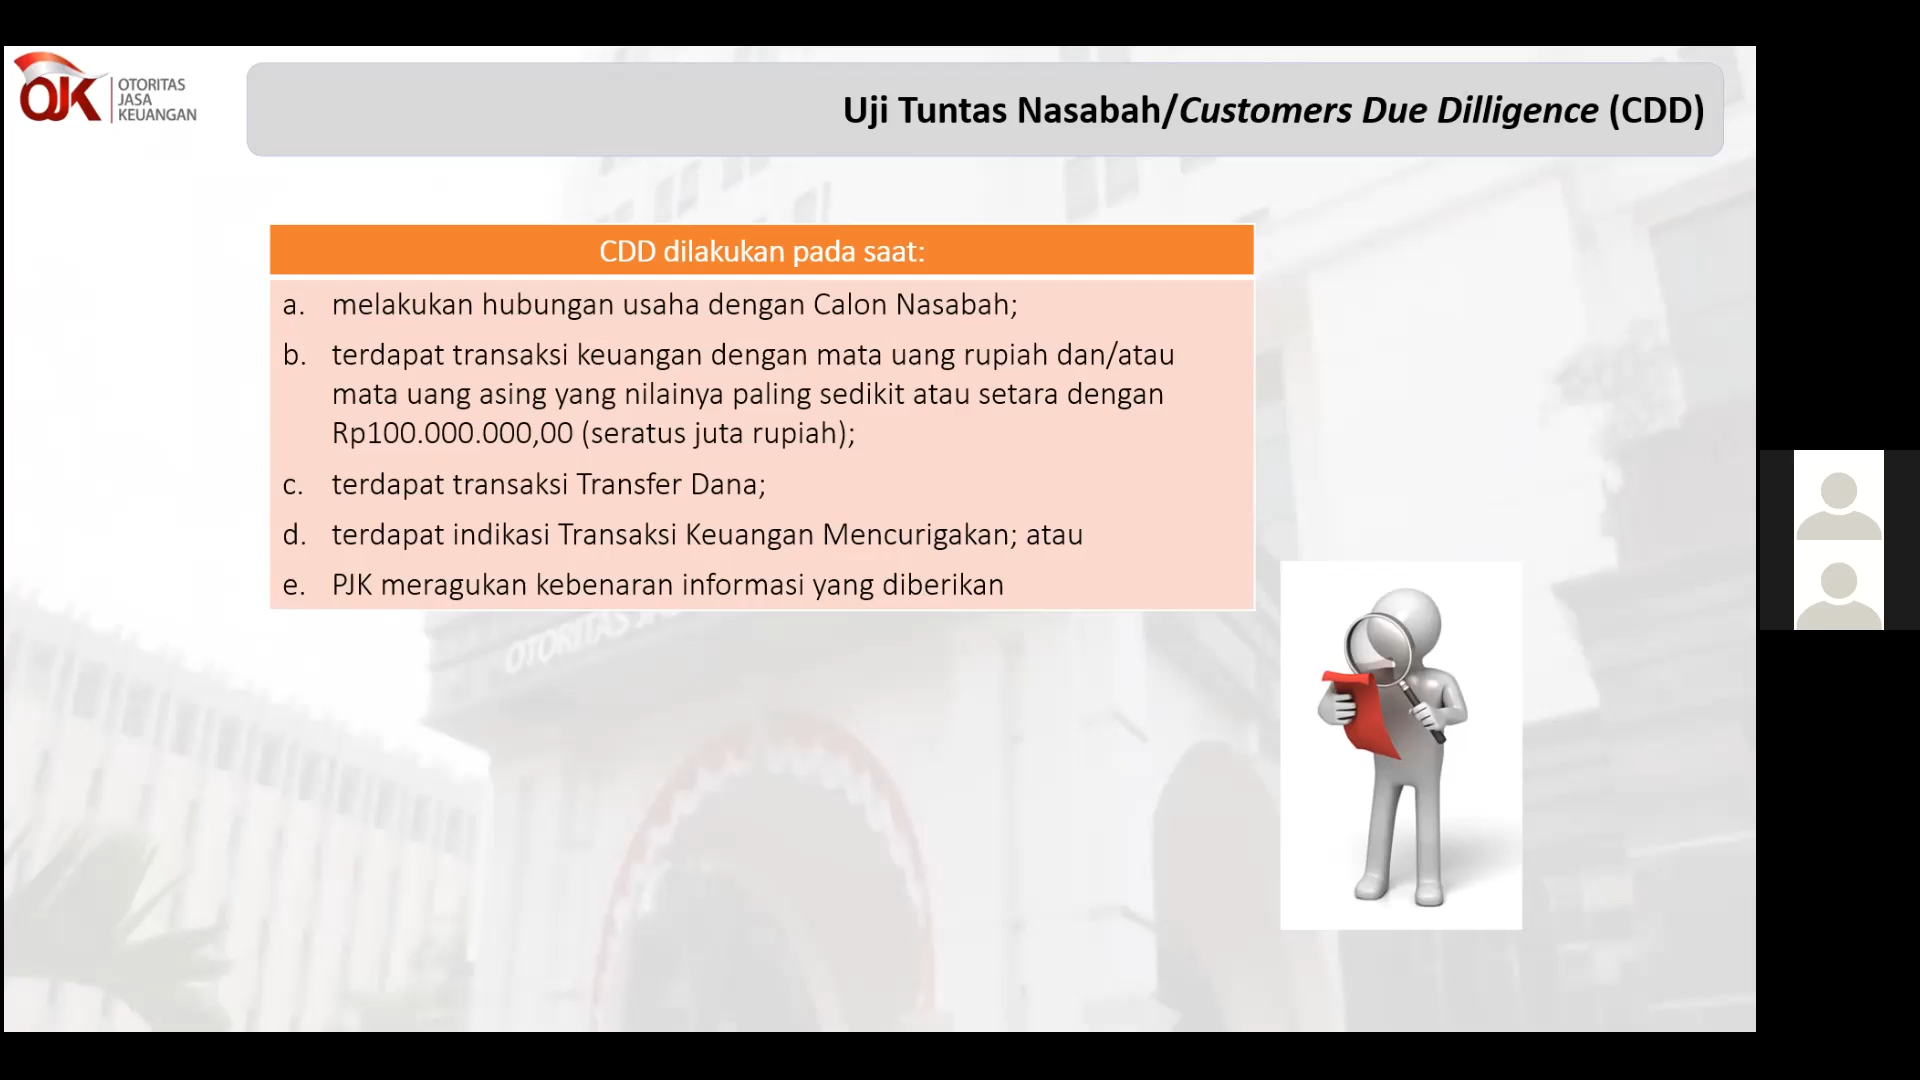 OJK
OTORITAS
JASA
KEUANGAN
Uji Tuntas Nasabah/Customers Due Dilligence (CDD)
CDD dilakukan pada saat:
a. melakukan hubungan usaha dengan Calon Nasabah;
b. terdapat transaksi keuangan dengan mata uang rupiah dan/atau
mata uang asing yang nilainya paling sedikit atau setara dengan
Rp100.000.000,00 (seratus juta rupiah);
c. terdapat transaksi Transfer Dana;
d. terdapat indikasi Transaksi Keuangan Mencurigakan; atau
e. PJK meragukan kebenaran informasi yang diberikan
OTORITAS